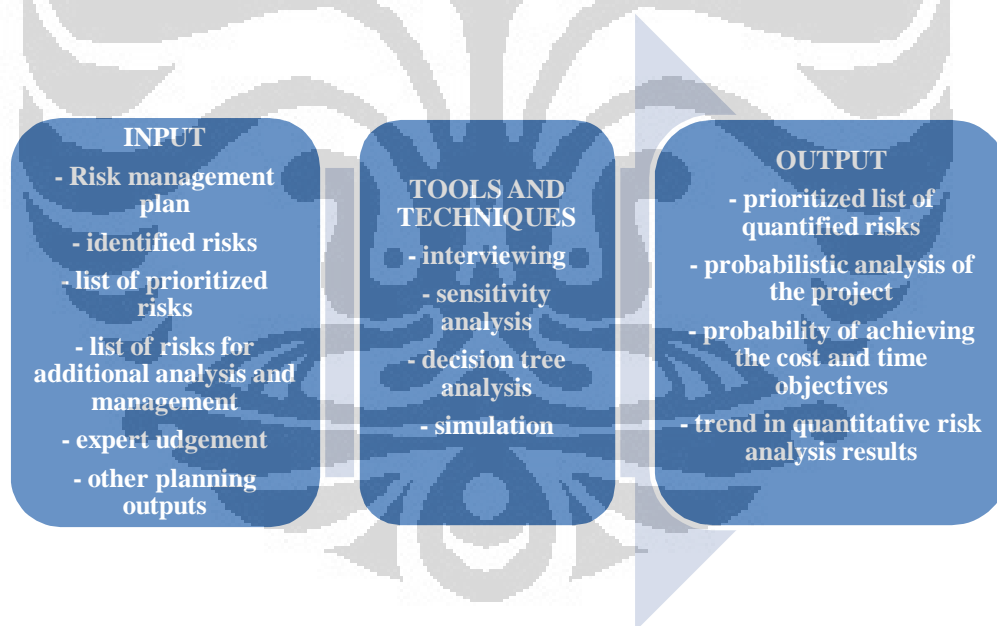 INPUT
- Risk management
plan
- identified risks
- list of prioritized
risks
- list of risks for
additional analysis and
management
- expert udgement
- other planning
outputs
TOOLS AND
TECHNIQUES
- interviewing
- sensitivity
analysis
- decision tree
analysis
- simulation
OUTPUT
- prioritized list of
quantified risks
- probabilistic analysis of
the project
- probability of achieving
the cost and time
objectives
- trend in quantitative risk
analysis results